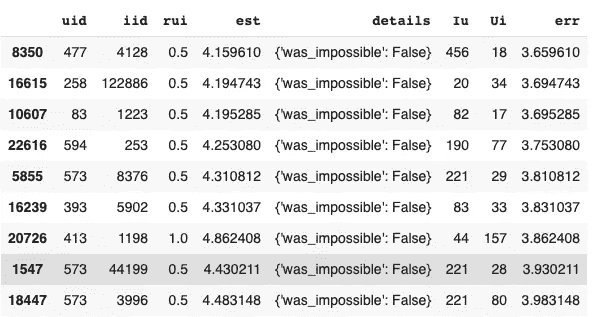 uid iid rui est details Iu Ui err
8350 477 4128 0.5 4.159610 {'was_impossible': False} 456 18 3.659610
16615 258 122886 0.5 4.194743 {'was_impossible': False} 20 34 3.694743
10607 83 1223 0.5 4.195285 {'was_impossible': False} 82 17 3.695285
22616 594 253 0.5 4.253080 {'was_impossible': False} 190 77 3.753080
5855 573 8376 0.5 4.310812 {'was_impossible': False} 221 29 3.810812
16239 393 5902 0.5 4.331037 {'was_impossible': False} 83 33 3.831037
20726 413 1198 1.0 4.862408 {'was_impossible': False} 44 157 3.862408
1547 573 44199 0.5 4.430211 {'was_impossible': False} 221 28 3.930211
18447 573 3996 0.5 4.483148 {'was_impossible': False} 221 80 3.983148